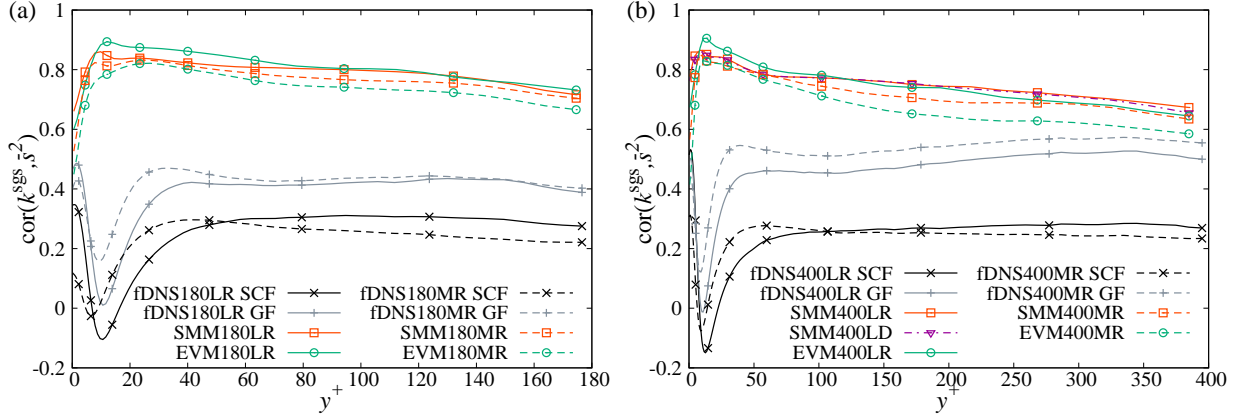 (a)
1
0.8
0.6
0.4
0.2
0
-0.2
cor(k^sgs, s̄^2)
fDNS180LR SCF
fDNS180LR GF
SMM180LR
EVM180LR
fDNS180MR SCF
fDNS180MR GF
SMM180MR
EVM180MR
0 20 40 60 80 100 120 140 160 180
y^+
(b)
1
0.8
0.6
0.4
0.2
0
-0.2
cor(k^sgs, s̄^2)
fDNS400LR SCF
fDNS400LR GF
SMM400LR
SMM400LD
EVM400LR
fDNS400MR SCF
fDNS400MR GF
SMM400MR
EVM400MR
0 50 100 150 200 250 300 350 400
y^+